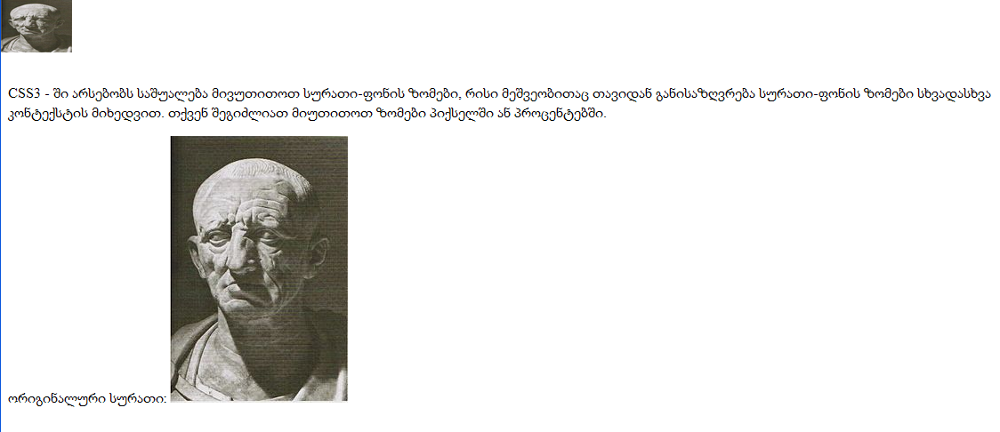 CSS3 - ში არსებობს საშუალება მივუთითოთ სურათი-ფონის ზომები, რისი მეშვეობითაც თავიდან განისაზღვრება სურათი-ფონის ზომები სხვადასხვა
კონტექსტის მიხედვით. თქვენ შეგიძლიათ მიუთითოთ ზომები პიქსელში ან პროცენტებში.
ორიგინალური სურათი: